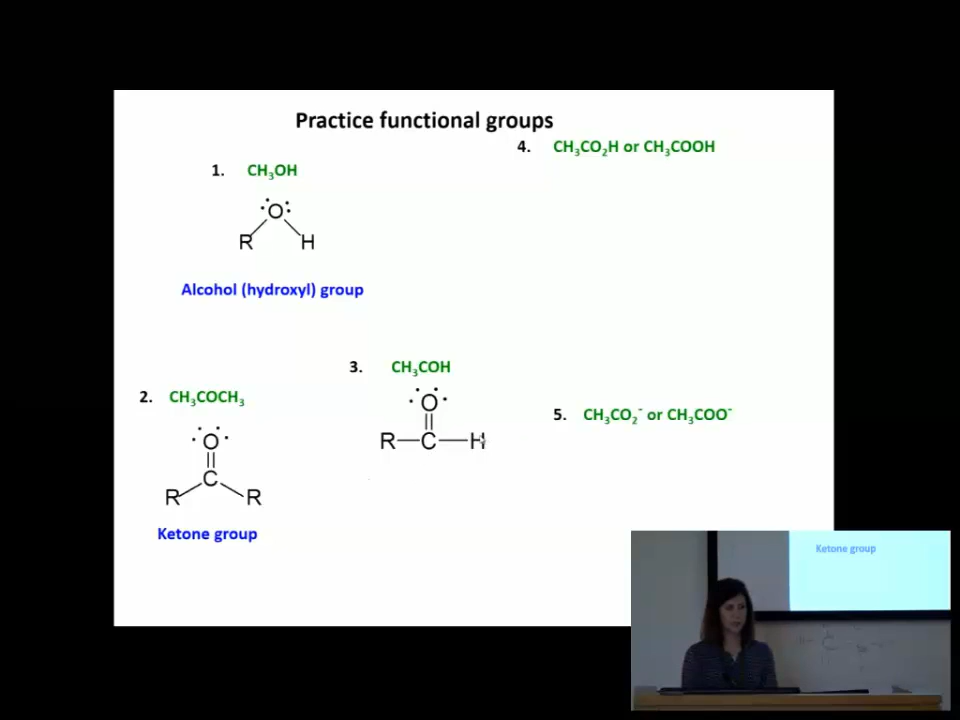 Practice functional groups
1. CH₃OH
O
R H
Alcohol (hydroxyl) group
2. CH₃COCH₃
O
C
R R
Ketone group
3. CH₃COH
O
R—C—H
4. CH₃CO₂H or CH₃COOH
5. CH₃CO₂⁻ or CH₃COO⁻
Ketone group